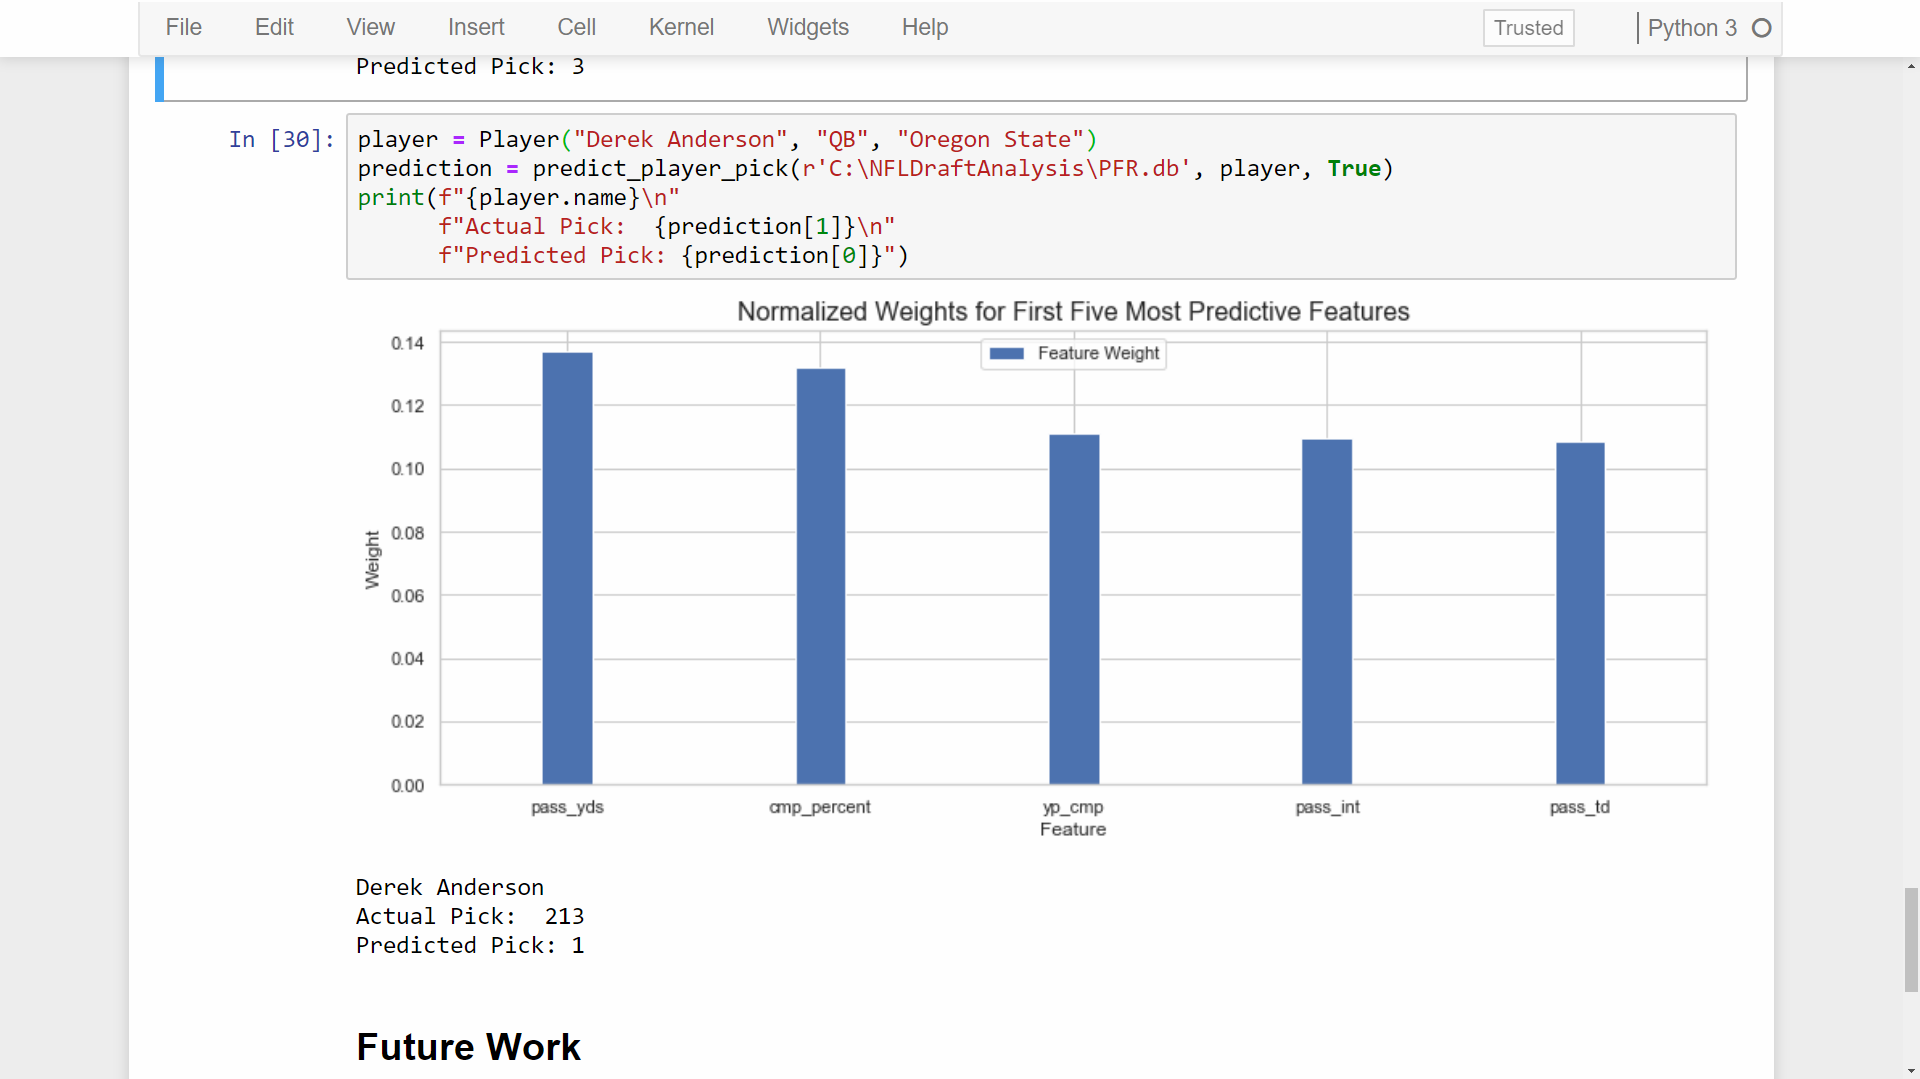 File Edit View Insert Cell Kernel Widgets Help Trusted Python 3
Predicted Pick: 3
In [30]: player = Player("Derek Anderson", "QB", "Oregon State")
prediction = predict_player_pick(r'C:\NFLDraftAnalysis\PFR.db', player, True)
print(f"{player.name}\n"
f"Actual Pick:  {prediction[1]}\n"
f"Predicted Pick: {prediction[0]}")
Normalized Weights for First Five Most Predictive Features
Feature Weight
0.14
0.12
0.10
0.08
0.06
0.04
0.02
0.00
Weight
pass_yds cmp_percent yp_cmp pass_int pass_td
Feature
Derek Anderson
Actual Pick:  213
Predicted Pick: 1
Future Work